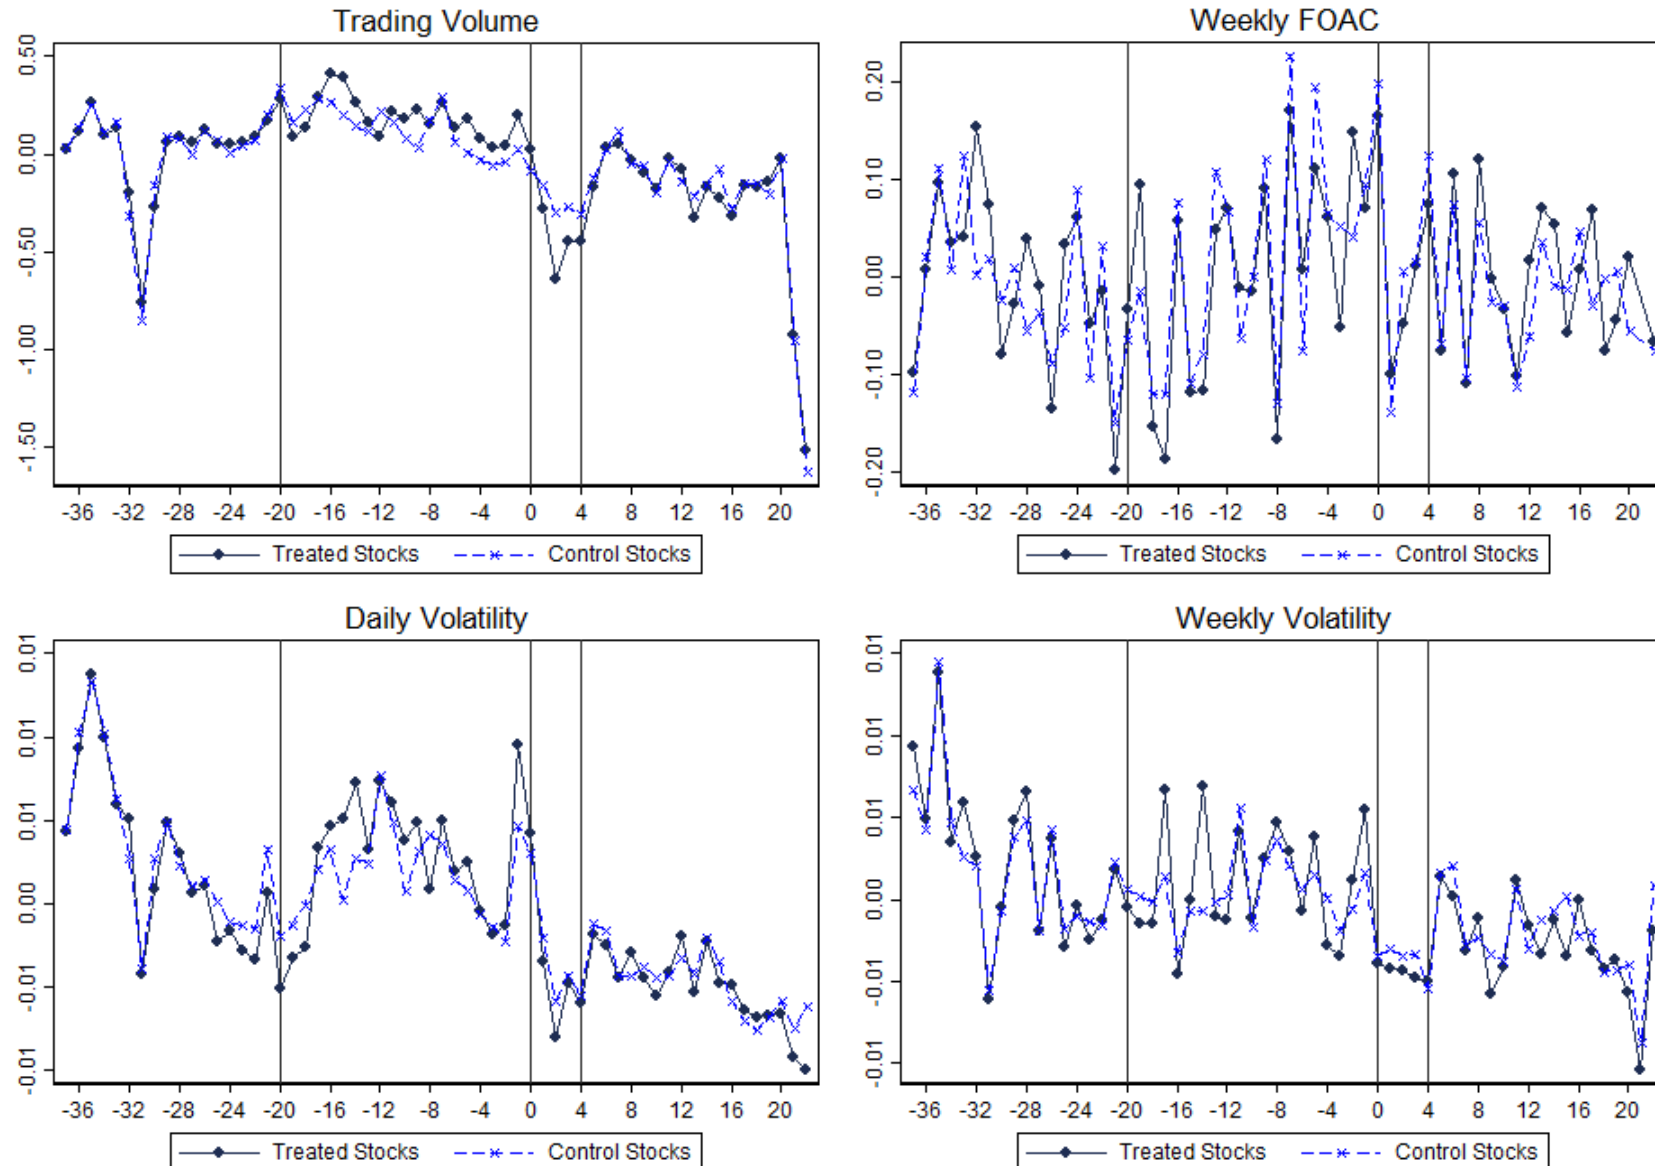 Trading Volume
0.50
0.00
-0.50
-1.00
-1.50
-36 -32 -28 -24 -20 -16 -12 -8 -4 0 4 8 12 16 20
Treated Stocks Control Stocks
Weekly FOAC
0.20
0.10
0.00
-0.10
-0.20
-36 -32 -28 -24 -20 -16 -12 -8 -4 0 4 8 12 16 20
Treated Stocks Control Stocks
Daily Volatility
0.01
0.01
0.01
0.00
-0.01
-0.01
-36 -32 -28 -24 -20 -16 -12 -8 -4 0 4 8 12 16 20
Treated Stocks Control Stocks
Weekly Volatility
0.01
0.01
0.01
0.00
-0.01
-0.01
-36 -32 -28 -24 -20 -16 -12 -8 -4 0 4 8 12 16 20
Treated Stocks Control Stocks